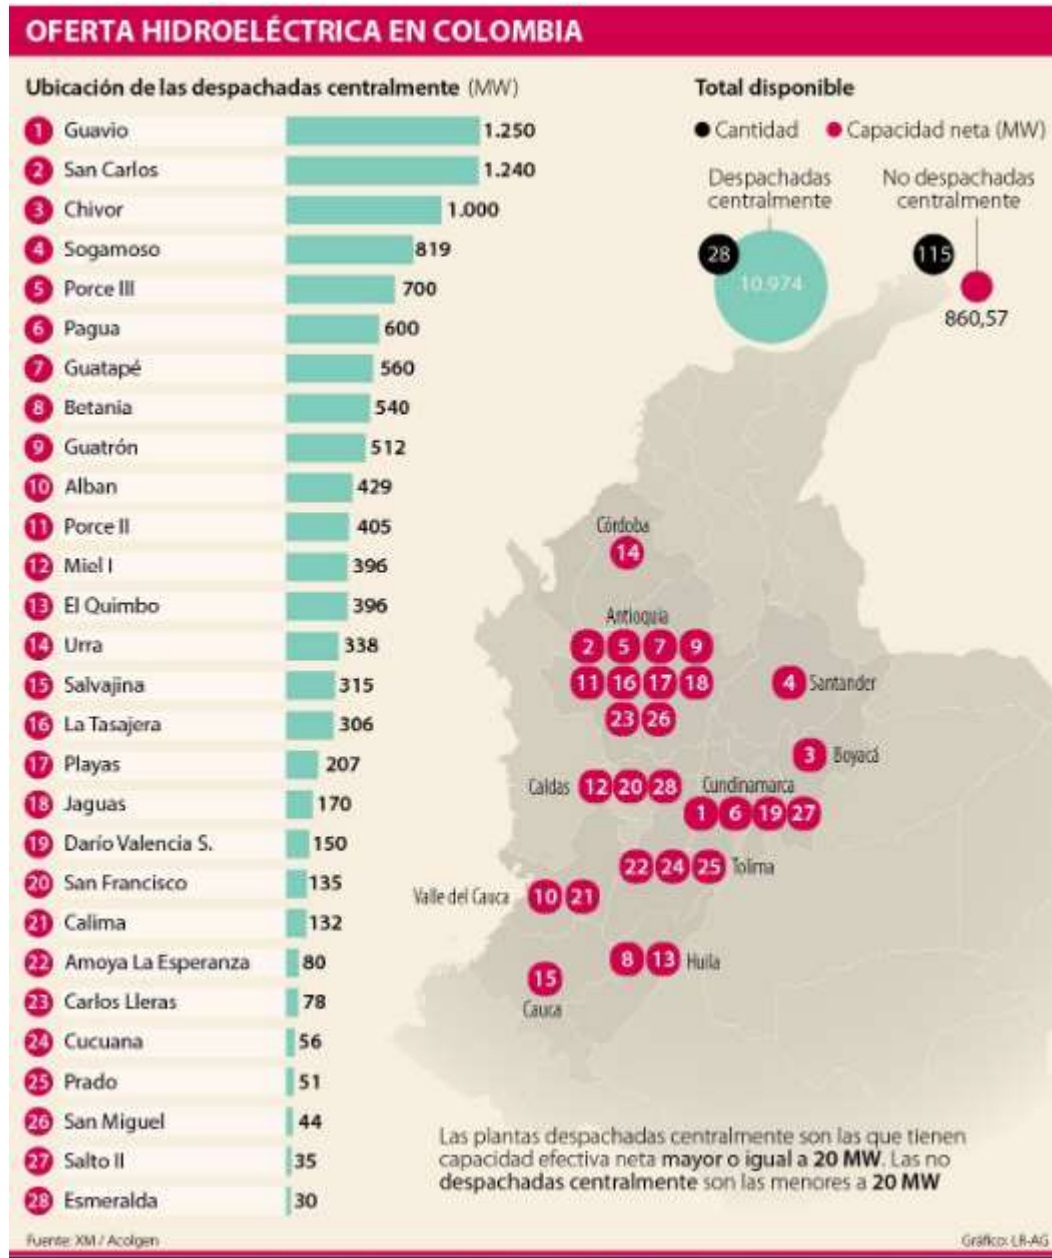 OFERTA HIDROELÉCTRICA EN COLOMBIA
Ubicación de las despachadas centralmente (MW)
1 Guavio 1.250
2 San Carlos 1.240
3 Chivor 1.000
4 Sogamoso 819
5 Porce III 700
6 Pagua 600
7 Guatapé 560
8 Betania 540
9 Guatrón 512
10 Alban 429
11 Porce II 405
12 Miel I 396
13 El Quimbo 396
14 Urra 338
15 Salvajina 315
16 La Tasajera 306
17 Playas 207
18 Jaguas 170
19 Darío Valencia S. 150
20 San Francisco 135
21 Calima 132
22 Amoya La Esperanza 80
23 Carlos Lleras 78
24 Cucuana 56
25 Prado 51
26 San Miguel 44
27 Salto II 35
28 Esmeralda 30
Total disponible
Cantidad Capacidad neta (MW)
Despachadas
centralmente
28
10.974
No despachadas
centralmente
115
860,57
Córdoba
14
Antioquia
2 5 7 9
11 16 17 18
23 26
4 Santander
3 Boyacá
Caldas 12 20 28
Cundinamarca
1 6 19 27
22 24 25 Tolima
Valle del Cauca 10 21
8 13 Huila
15
Cauca
Las plantas despachadas centralmente son las que tienen
capacidad efectiva neta mayor o igual a 20 MW. Las no
despachadas centralmente son las menores a 20 MW
Fuente: XM / Acolgen
Gráfico: LR-AG